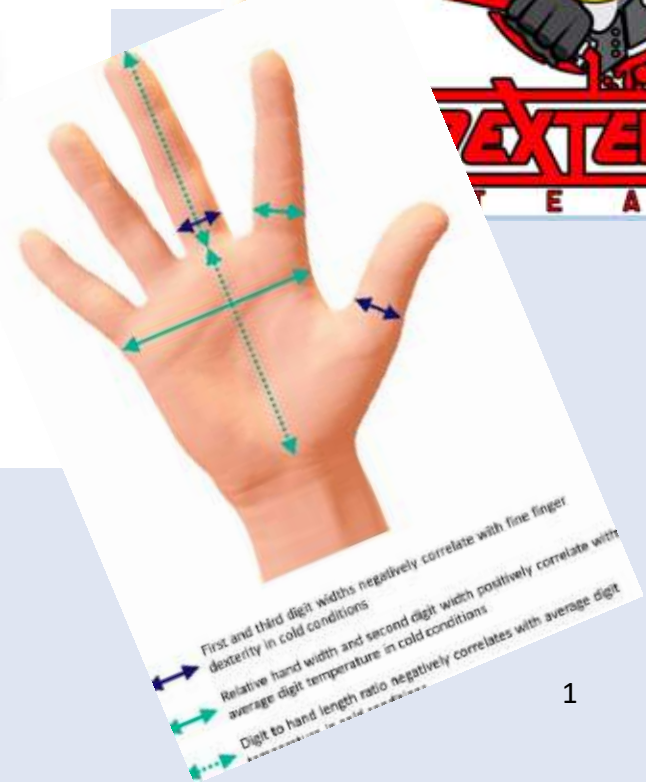 DEXTE
T E A
First and third digit widths negatively correlate with fine finger
dexterity in cold conditions
Relative hand width and second digit width positively correlate with
average digit temperature in cold conditions
Digit to hand length ratio negatively correlates with average digit
1